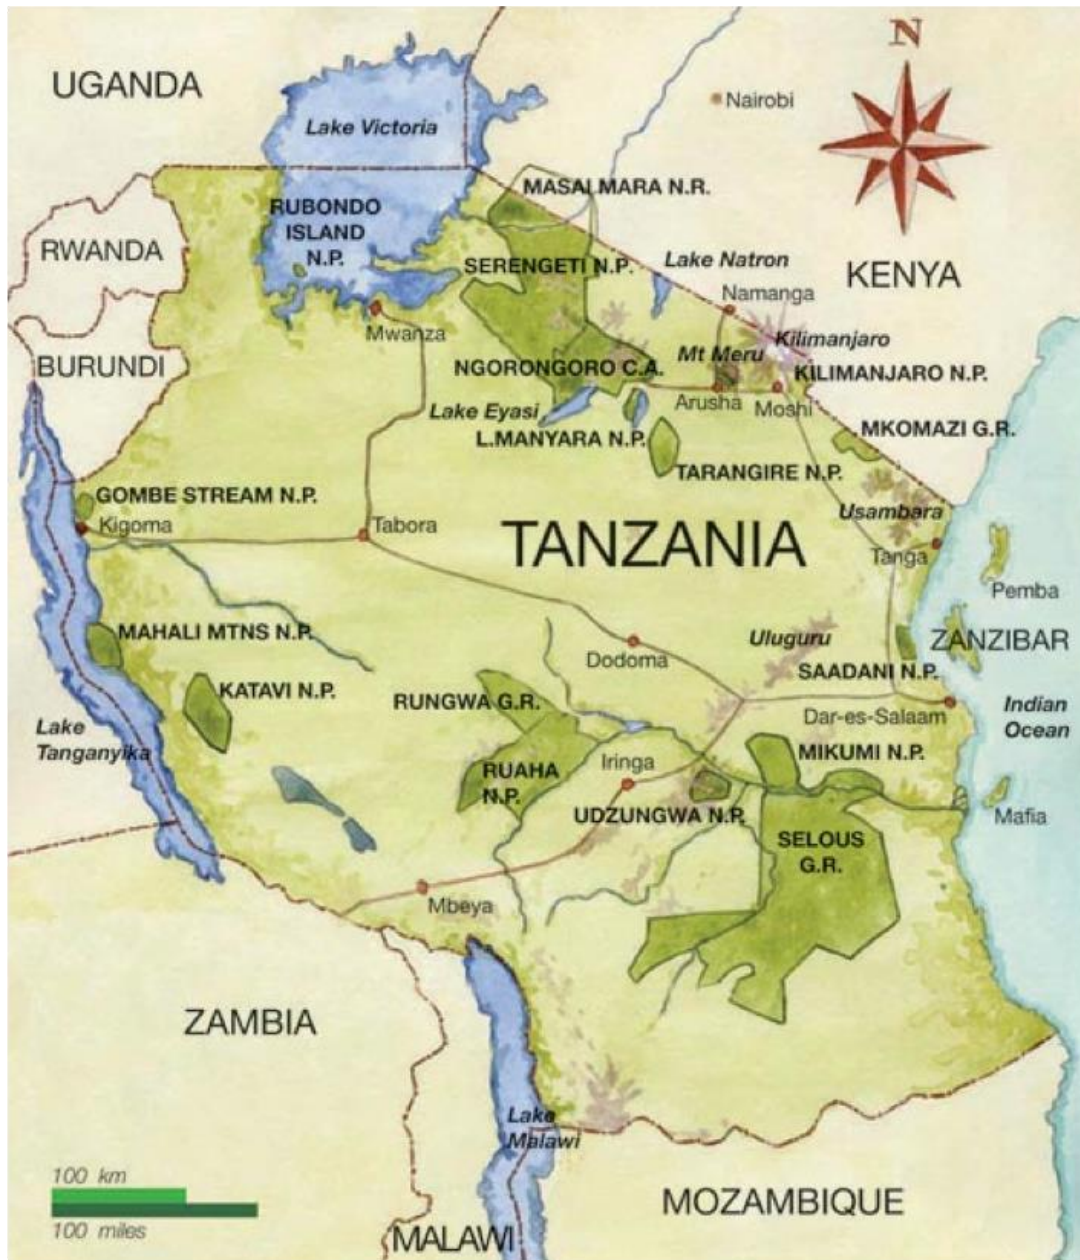 N
UGANDA
Nairobi
Lake Victoria
MASAI MARA N.R.
RUBONDO
ISLAND
N.P.
RWANDA
SERENGETI N.P.
Lake Natron
KENYA
Namanga
Mwanza
Kilimanjaro
BURUNDI
Mt Meru
NGORONGORO C.A.
KILIMANJARO N.P.
Arusha
Moshi
Lake Eyasi
L.MANYARA N.P.
MKOMAZI G.R.
TARANGIRE N.P.
GOMBE STREAM N.P.
Usambara
Kigoma
Tabora
TANZANIA
Tanga
Pemba
MAHALI MTNS N.P.
Uluguru
ZANZIBAR
Dodoma
SAADANI N.P.
KATAVI N.P.
RUNGWA G.R.
Dar-es-Salaam
Indian
Ocean
Lake
Tanganyika
MIKUMI N.P.
Iringa
RUAHA
N.P.
UDZUNGWA N.P.
Mafia
SELOUS
G.R.
Mbeya
ZAMBIA
Lake
Malawi
100 km
100 miles
MOZAMBIQUE
MALAWI